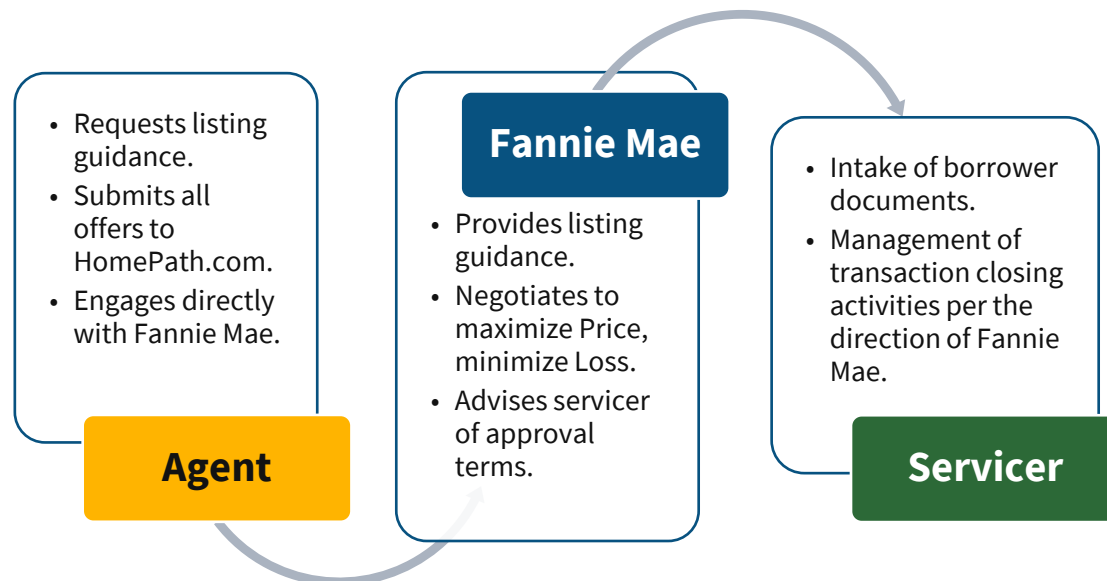 • Requests listing
guidance.
• Submits all
offers to
HomePath.com.
• Engages directly
with Fannie Mae.
Agent
Fannie Mae
• Provides listing
guidance.
• Negotiates to
maximize Price,
minimize Loss.
• Advises servicer
of approval
terms.
• Intake of borrower
documents.
• Management of
transaction closing
activities per the
direction of Fannie
Mae.
Servicer